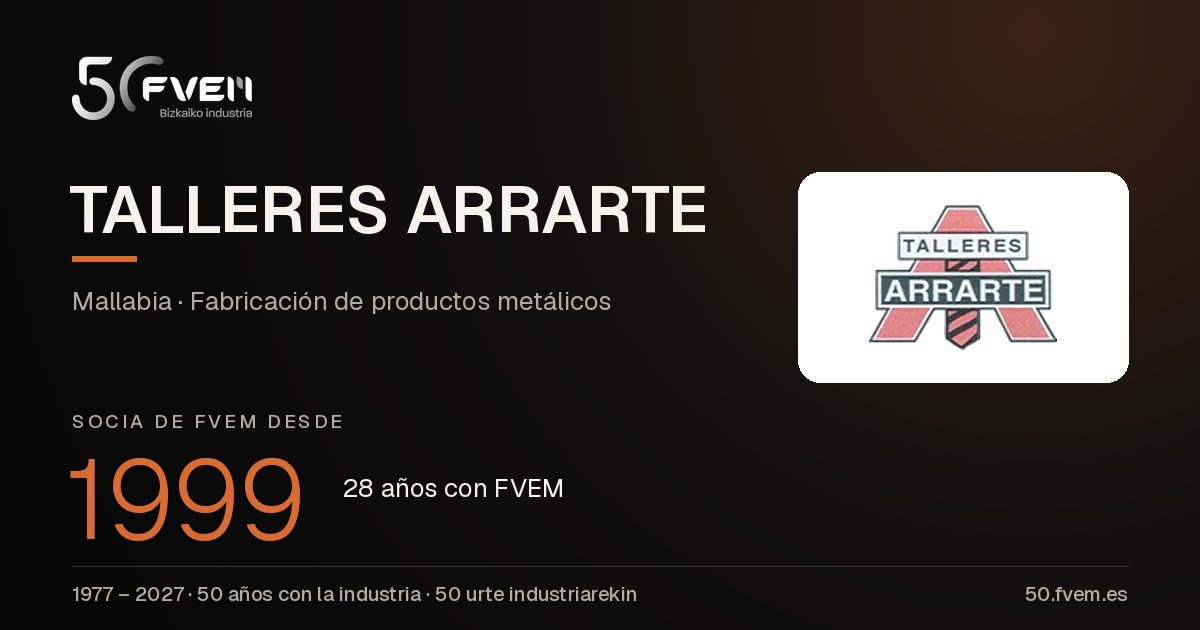 50 FVEM
Bizkaiko industria
TALLERES ARRARTE
Mallabia · Fabricación de productos metálicos
TALLERES
ARRARTE
SOCIA DE FVEM DESDE
1999
28 años con FVEM
1977 – 2027 · 50 años con la industria · 50 urte industriarekin
50.fvem.es